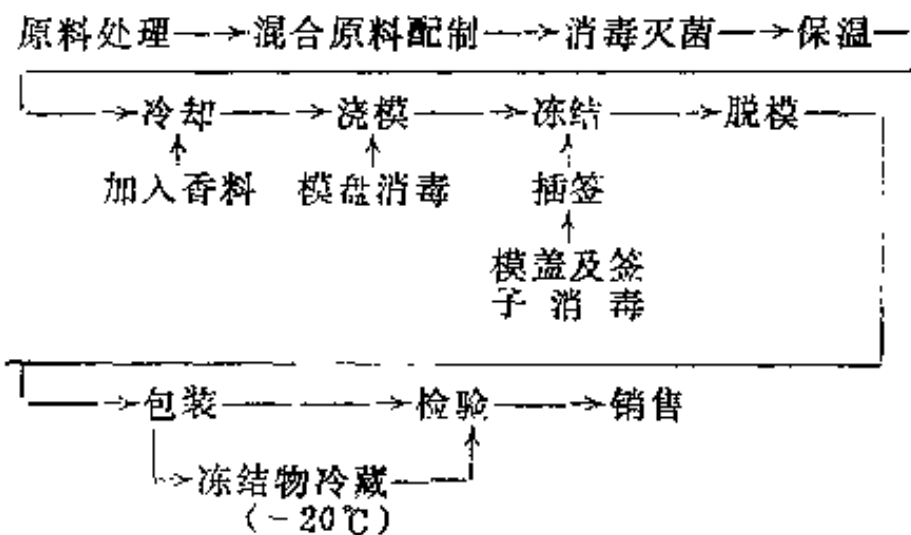 原料处理→混合原料配制→消毒灭菌→保温
→冷却→浇模→冻结→脱模
加入香料 模盘消毒 插签
模盖及签
子消毒
→包装→检验→销售
→冻结物冷藏
(-20℃)